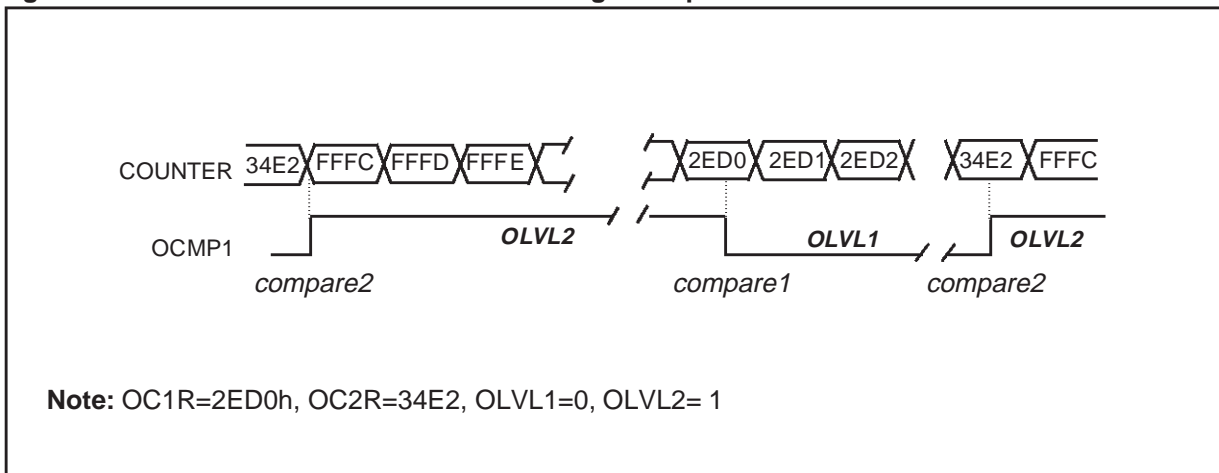 COUNTER 34E2 FFFC FFFD FFFE 2ED0 2ED1 2ED2 34E2 FFFC
OCMP1 OLVL2 OLVL1 OLVL2
compare2 compare1 compare2
Note: OC1R=2ED0h, OC2R=34E2, OLVL1=0, OLVL2= 1